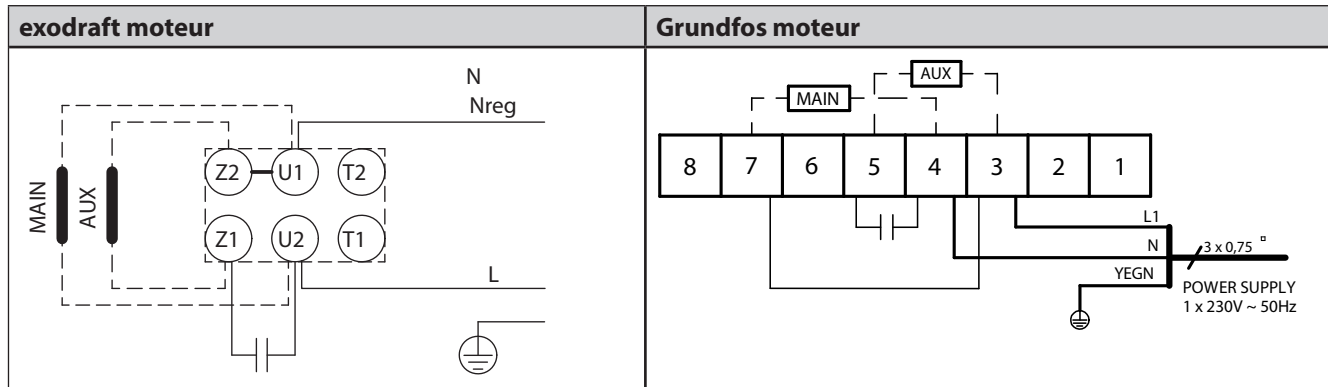 exodraft moteur
Grundfos moteur
N
Nreg
Z2
U1
T2
MAIN
AUX
Z1
U2
T1
L
AUX
MAIN
8 7 6 5 4 3 2 1
L1
N
3 x 0,75 ¤
YEGN
POWER SUPPLY
1 x 230V ~ 50Hz